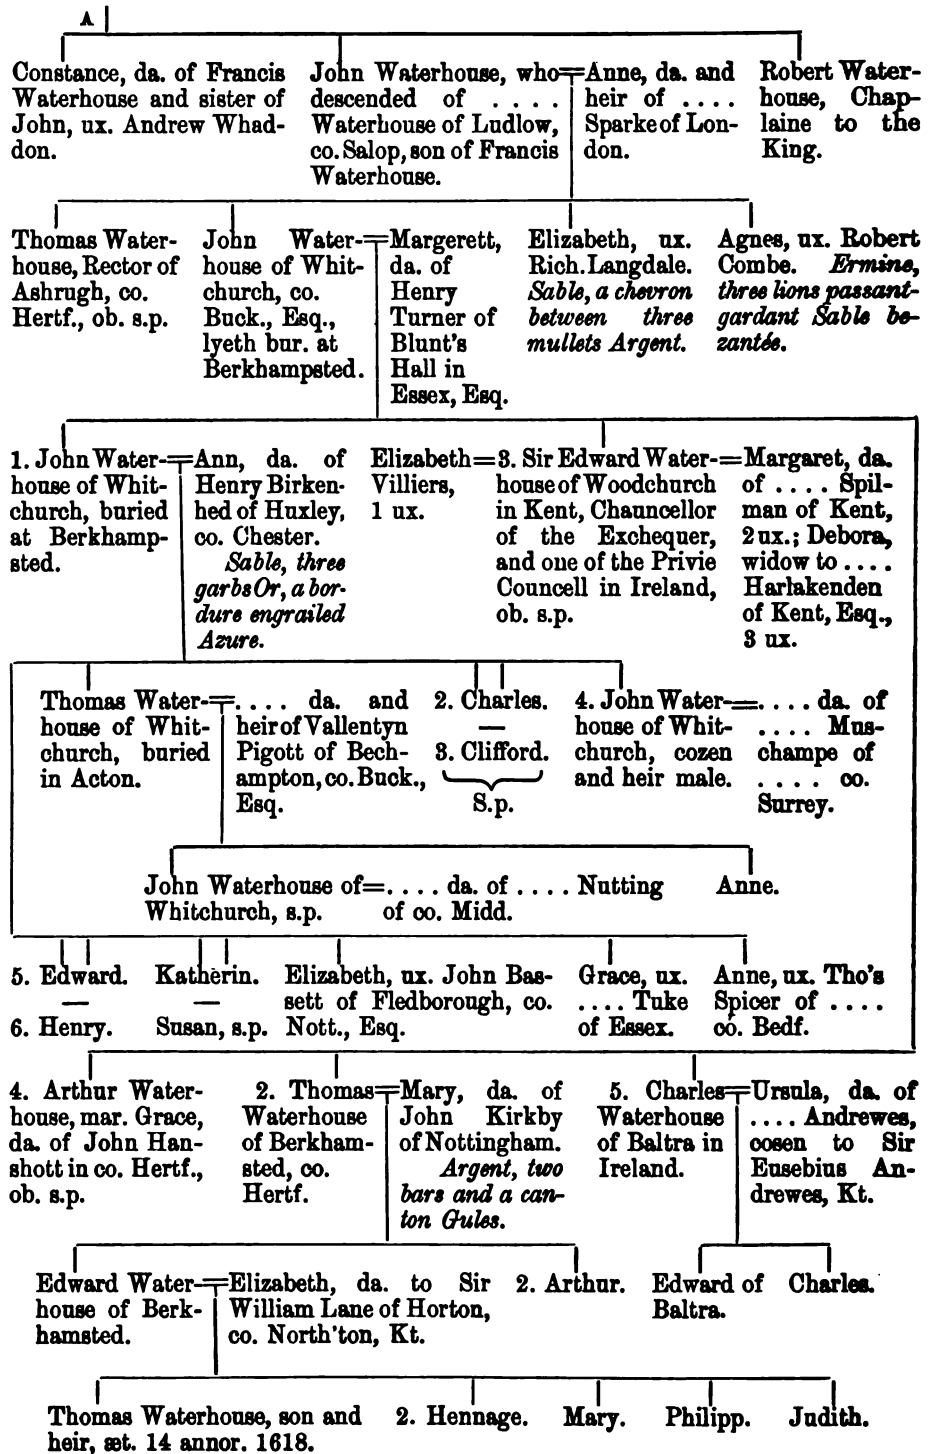 A
Constance, da. of Francis
Waterhouse and sister of
John, ux. Andrew Whad-
don.
John Waterhouse, who
descended of . . . .
Waterhouse of Ludlow,
co. Salop, son of Francis
Waterhouse.
Anne, da. and
heir of . . . .
Sparke of Lon-
don.
Robert Water-
house, Chap-
laine to the
King.
Thomas Water-
house, Rector of
Ashrugh, co.
Hertf., ob. s.p.
John Water-
house of Whit-
church, co.
Buck., Esq.,
lyeth bur. at
Berkhampsted.
Margerett,
da. of
Henry
Turner of
Blunt's
Hall in
Essex, Esq.
Elizabeth, ux.
Rich. Langdale.
Sable, a chevron
between three
mullets Argent.
Agnes, ux. Robert
Combe. Ermine,
three lions passant-
gardant Sable be-
zantée.
1. John Water-
house of Whit-
church, buried
at Berkhamp-
sted.
Ann, da. of
Henry Birken-
hed of Huxley,
co. Chester.
Sable, three
garbs Or, a bor-
dure engrailed
Azure.
Elizabeth
Villiers,
1 ux.
3. Sir Edward Water-
house of Woodchurch
in Kent, Chauncellor
of the Exchequer,
and one of the Privie
Councell in Ireland,
ob. s.p.
Margaret, da.
of . . . . Spil-
man of Kent,
2 ux.; Debora,
widow to . . . .
Harlakenden
of Kent, Esq.,
3 ux.
Thomas Water-
house of Whit-
church, buried
in Acton.
. . . . da. and
heir of Vallentyn
Pigott of Bech-
ampton, co. Buck.,
Esq.
2. Charles.
—
3. Clifford.
S.p.
4. John Water-
house of Whit-
church, cozen
and heir male.
. . . . da. of
. . . . Mus-
champe of
. . . . co.
Surrey.
John Waterhouse of
Whitchurch, s.p.
. . . . da. of . . . . Nutting
of co. Midd.
Anne.
5. Edward.
—
6. Henry.
Katherin.
—
Susan, s.p.
Elizabeth, ux. John Bas-
sett of Fledborough, co.
Nott., Esq.
Grace, ux.
. . . . Tuke
of Essex.
Anne, ux. Tho's
Spicer of . . . .
co. Bedf.
4. Arthur Water-
house, mar. Grace,
da. of John Han-
shott in co. Hertf.,
ob. s.p.
2. Thomas
Waterhouse
of Berkham-
sted, co.
Hertf.
Mary, da. of
John Kirkby
of Nottingham.
Argent, two
bars and a can-
ton Gules.
5. Charles
Waterhouse
of Baltra in
Ireland.
Ursula, da. of
. . . . Andrewes,
cosen to Sir
Eusebius An-
drewes, Kt.
Edward Water-
house of Berk-
hamsted.
Elizabeth, da. to Sir
William Lane of Horton,
co. North'ton, Kt.
2. Arthur.
Edward of
Baltra.
Charles.
Thomas Waterhouse, son and
heir, æt. 14 annor. 1618.
2. Hennage.
Mary.
Philipp.
Judith.